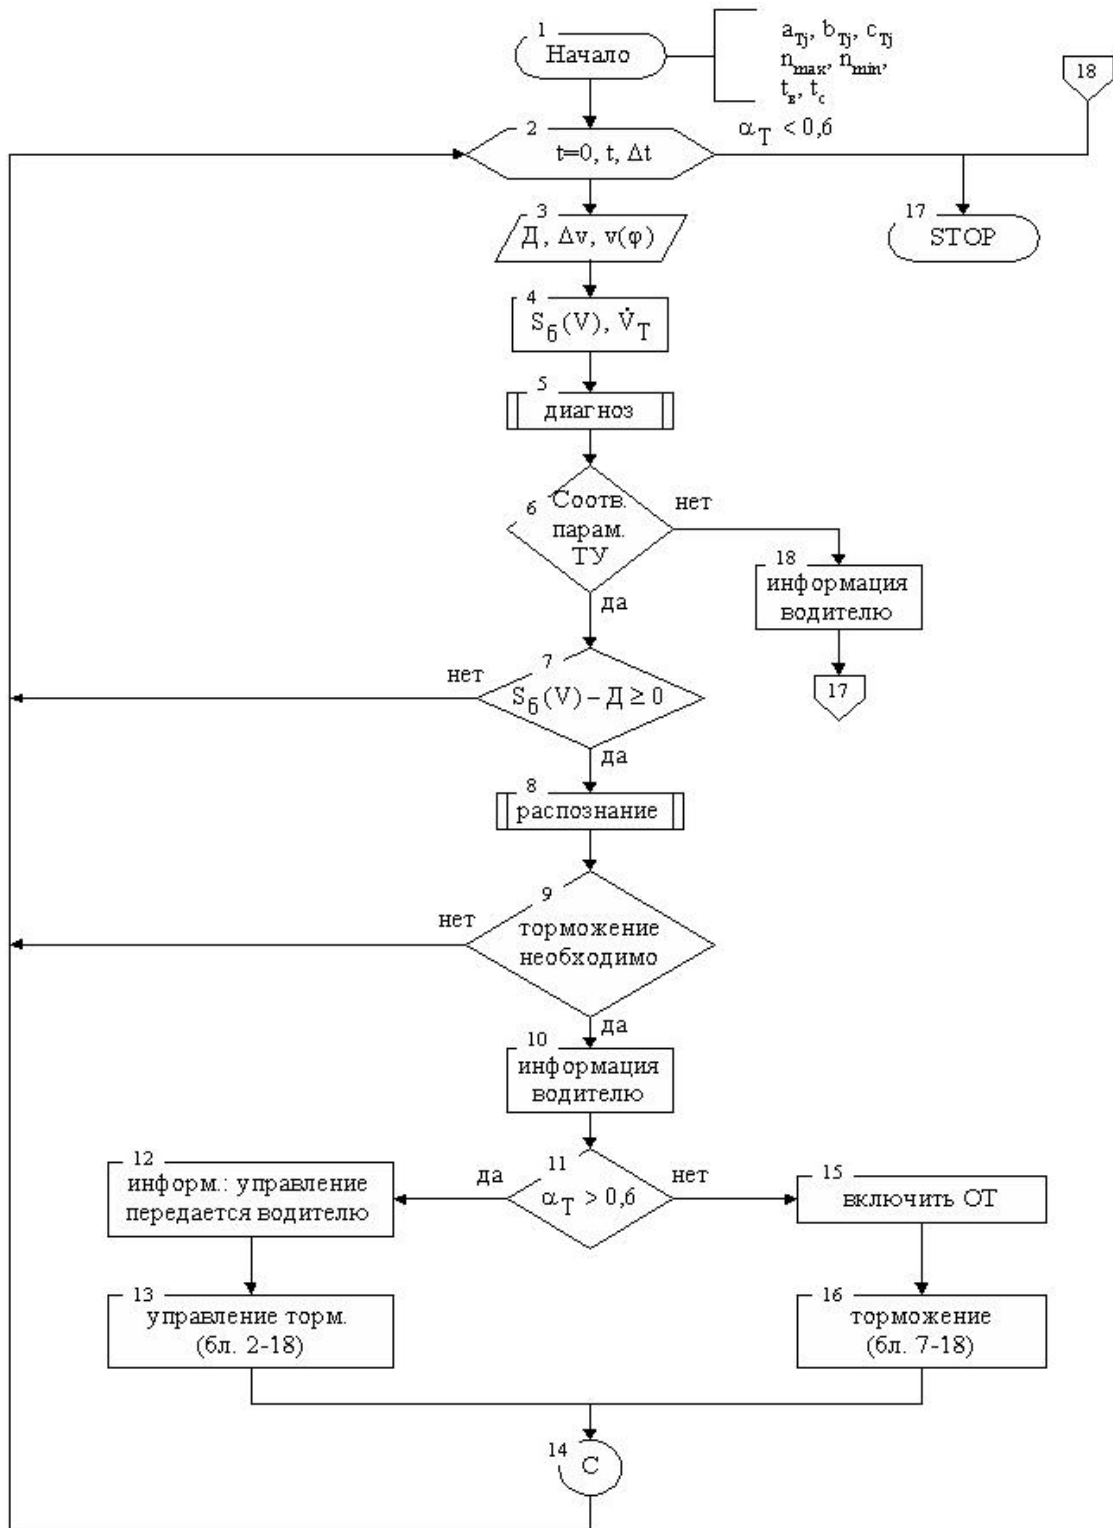 1
Начало
a_Tj, b_Tj, c_Tj
n_max, n_min,
t_в, t_c
18
2
t=0, t, Δt
α_T < 0,6
3
Д, Δv, v(φ)
17
STOP
4
S_б(V), V̇_T
5
диагноз
6
Соотв.
парам.
ТУ
нет
да
18
информация
водителю
17
7
нет
S_б(V) – Д ≥ 0
да
8
распознание
9
нет
торможение
необходимо
да
10
информация
водителю
11
α_T > 0,6
да
нет
12
информ.: управление
передается водителю
15
включить ОТ
13
управление торм.
(бл. 2-18)
16
торможение
(бл. 7-18)
14
С